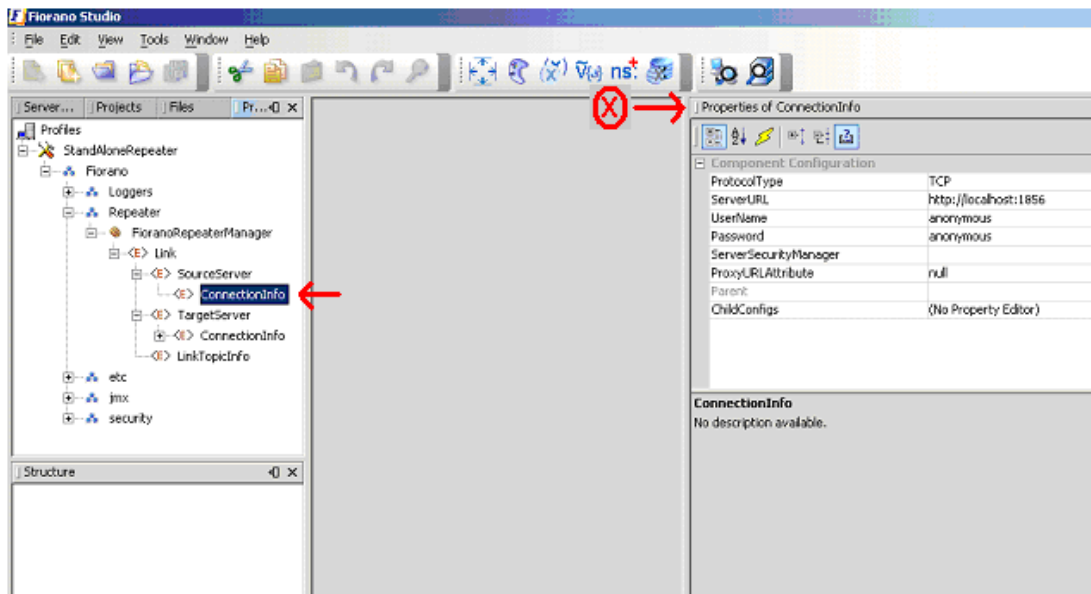 Fiorano Studio
File Edit View Tools Window Help
ns:
Server... Projects Files Pr...
Profiles
StandAloneRepeater
Fiorano
Loggers
Repeater
FioranoRepeaterManager
<E> Link
<E> SourceServer
<E> ConnectionInfo
<E> TargetServer
<E> ConnectionInfo
<E> LinkTopicInfo
etc
jmx
security
Structure
X
Properties of ConnectionInfo
Component Configuration
ProtocolType TCP
ServerURL http://localhost:1856
UserName anonymous
Password anonymous
ServerSecurityManager
ProxyURLAttribute null
Parent
ChildConfigs (No Property Editor)
ConnectionInfo
No description available.